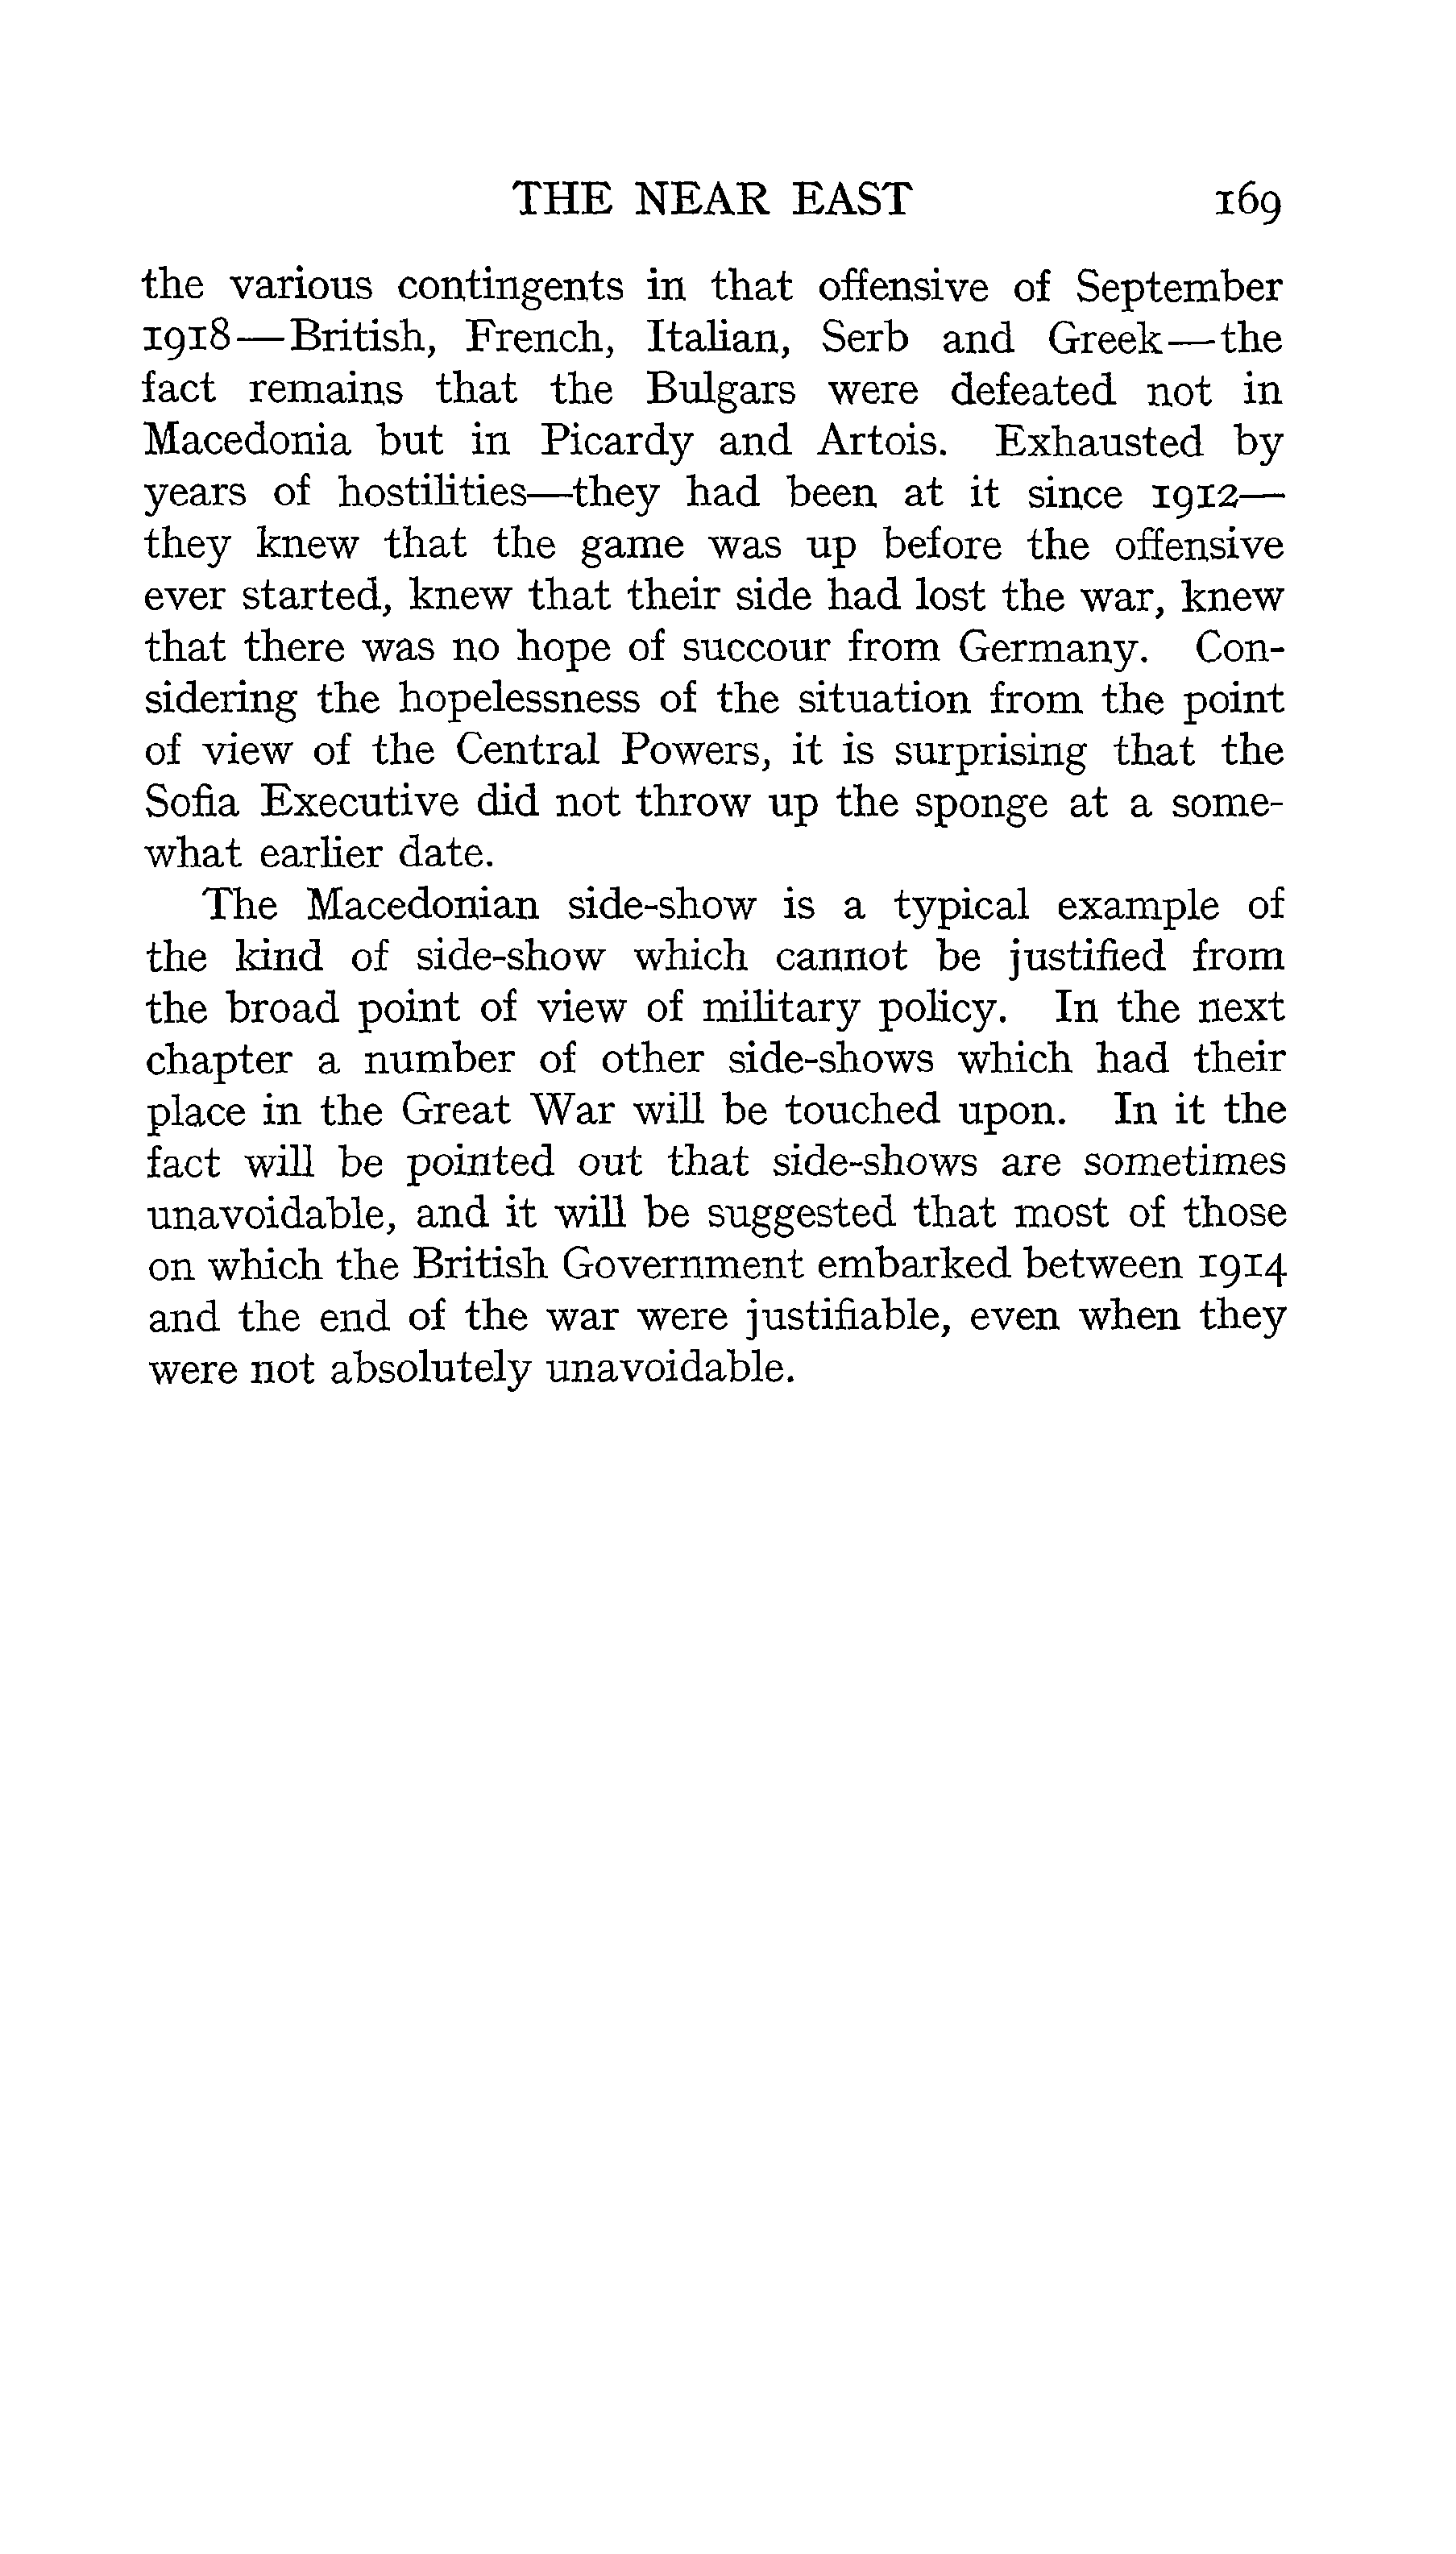 THE NEAR EAST 169
the various contingents in that offensive of September
1918—British, French, Italian, Serb and Greek—the
fact remains that the Bulgars were defeated not in
Macedonia but in Picardy and Artois. Exhausted by
years of hostilities—they had been at it since 1912—
they knew that the game was up before the offensive
ever started, knew that their side had lost the war, knew
that there was no hope of succour from Germany. Con-
sidering the hopelessness of the situation from the point
of view of the Central Powers, it is surprising that the
Sofia Executive did not throw up the sponge at a some-
what earlier date.
The Macedonian side-show is a typical example of
the kind of side-show which cannot be justified from
the broad point of view of military policy. In the next
chapter a number of other side-shows which had their
place in the Great War will be touched upon. In it the
fact will be pointed out that side-shows are sometimes
unavoidable, and it will be suggested that most of those
on which the British Government embarked between 1914
and the end of the war were justifiable, even when they
were not absolutely unavoidable.